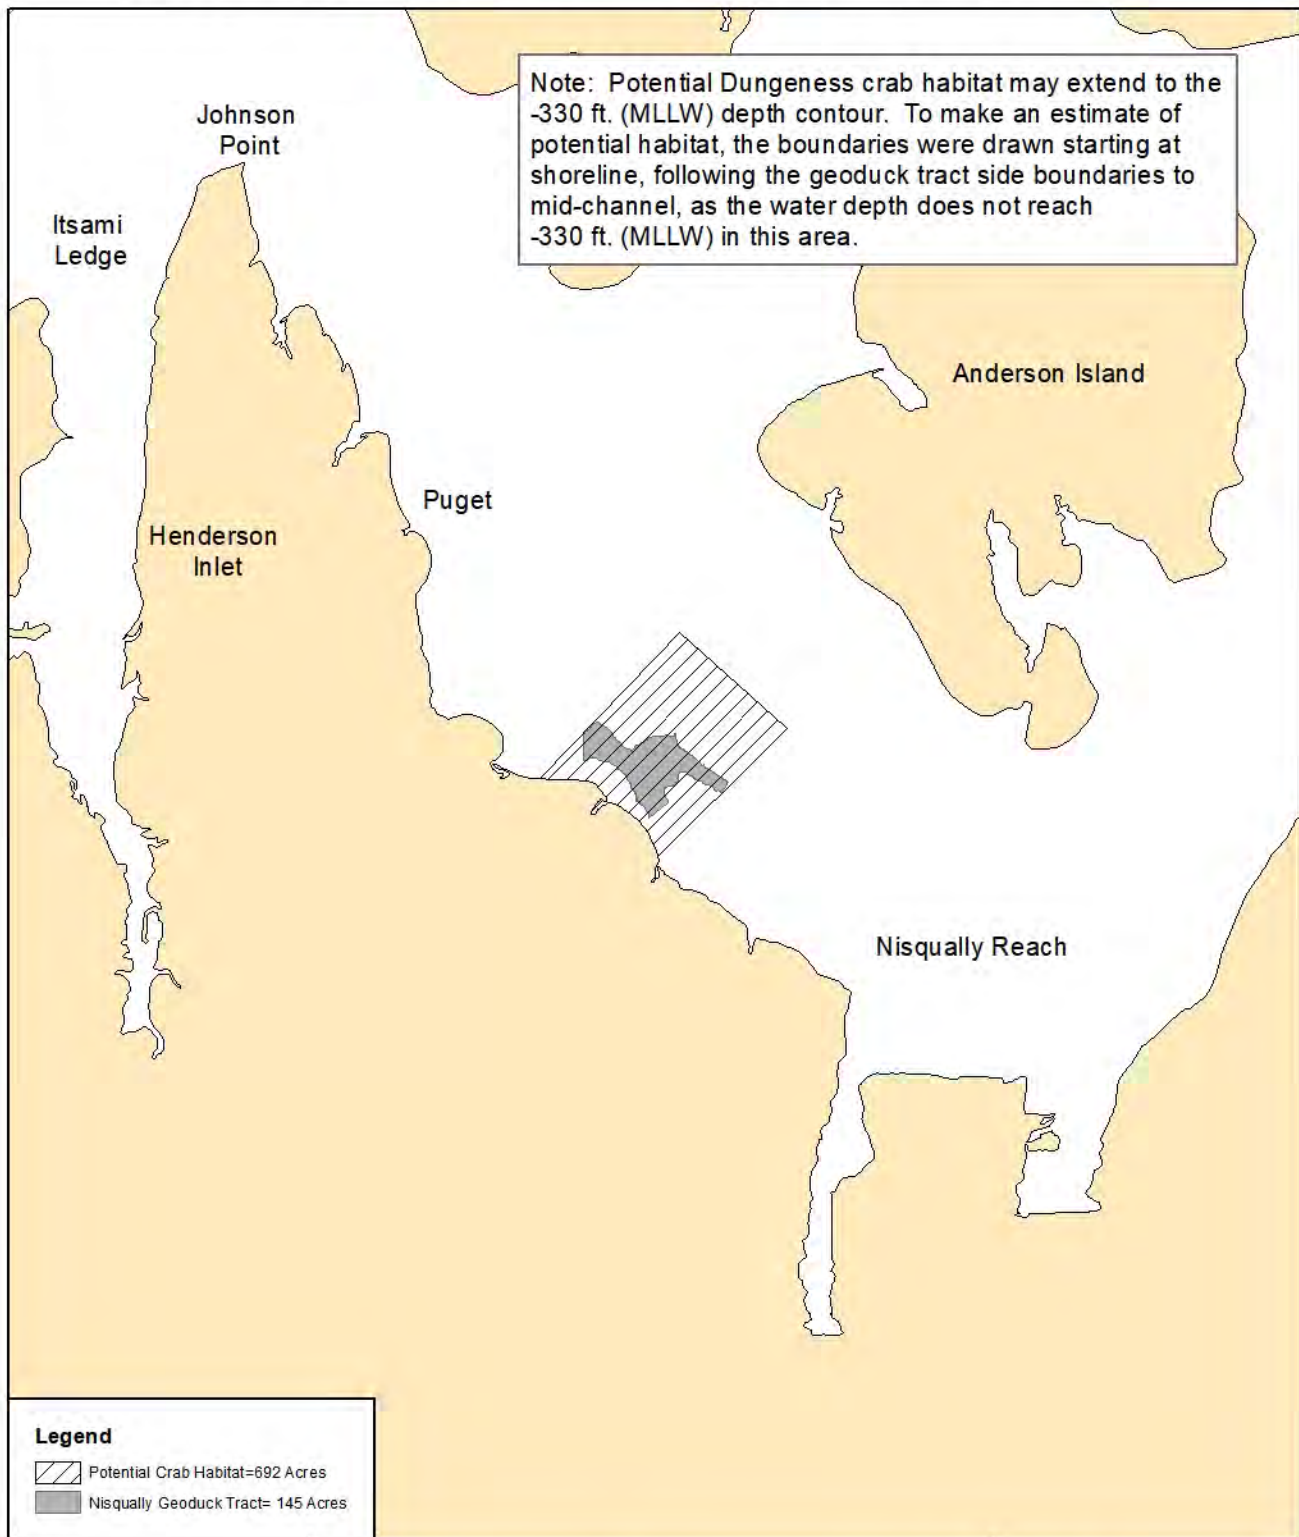 Note: Potential Dungeness crab habitat may extend to the
-330 ft. (MLLW) depth contour. To make an estimate of
potential habitat, the boundaries were drawn starting at
shoreline, following the geoduck tract side boundaries to
mid-channel, as the water depth does not reach
-330 ft. (MLLW) in this area.
Johnson
Point
Itsami
Ledge
Anderson Island
Puget
Henderson
Inlet
Nisqually Reach
Legend
Potential Crab Habitat=692 Acres
Nisqually Geoduck Tract= 145 Acres